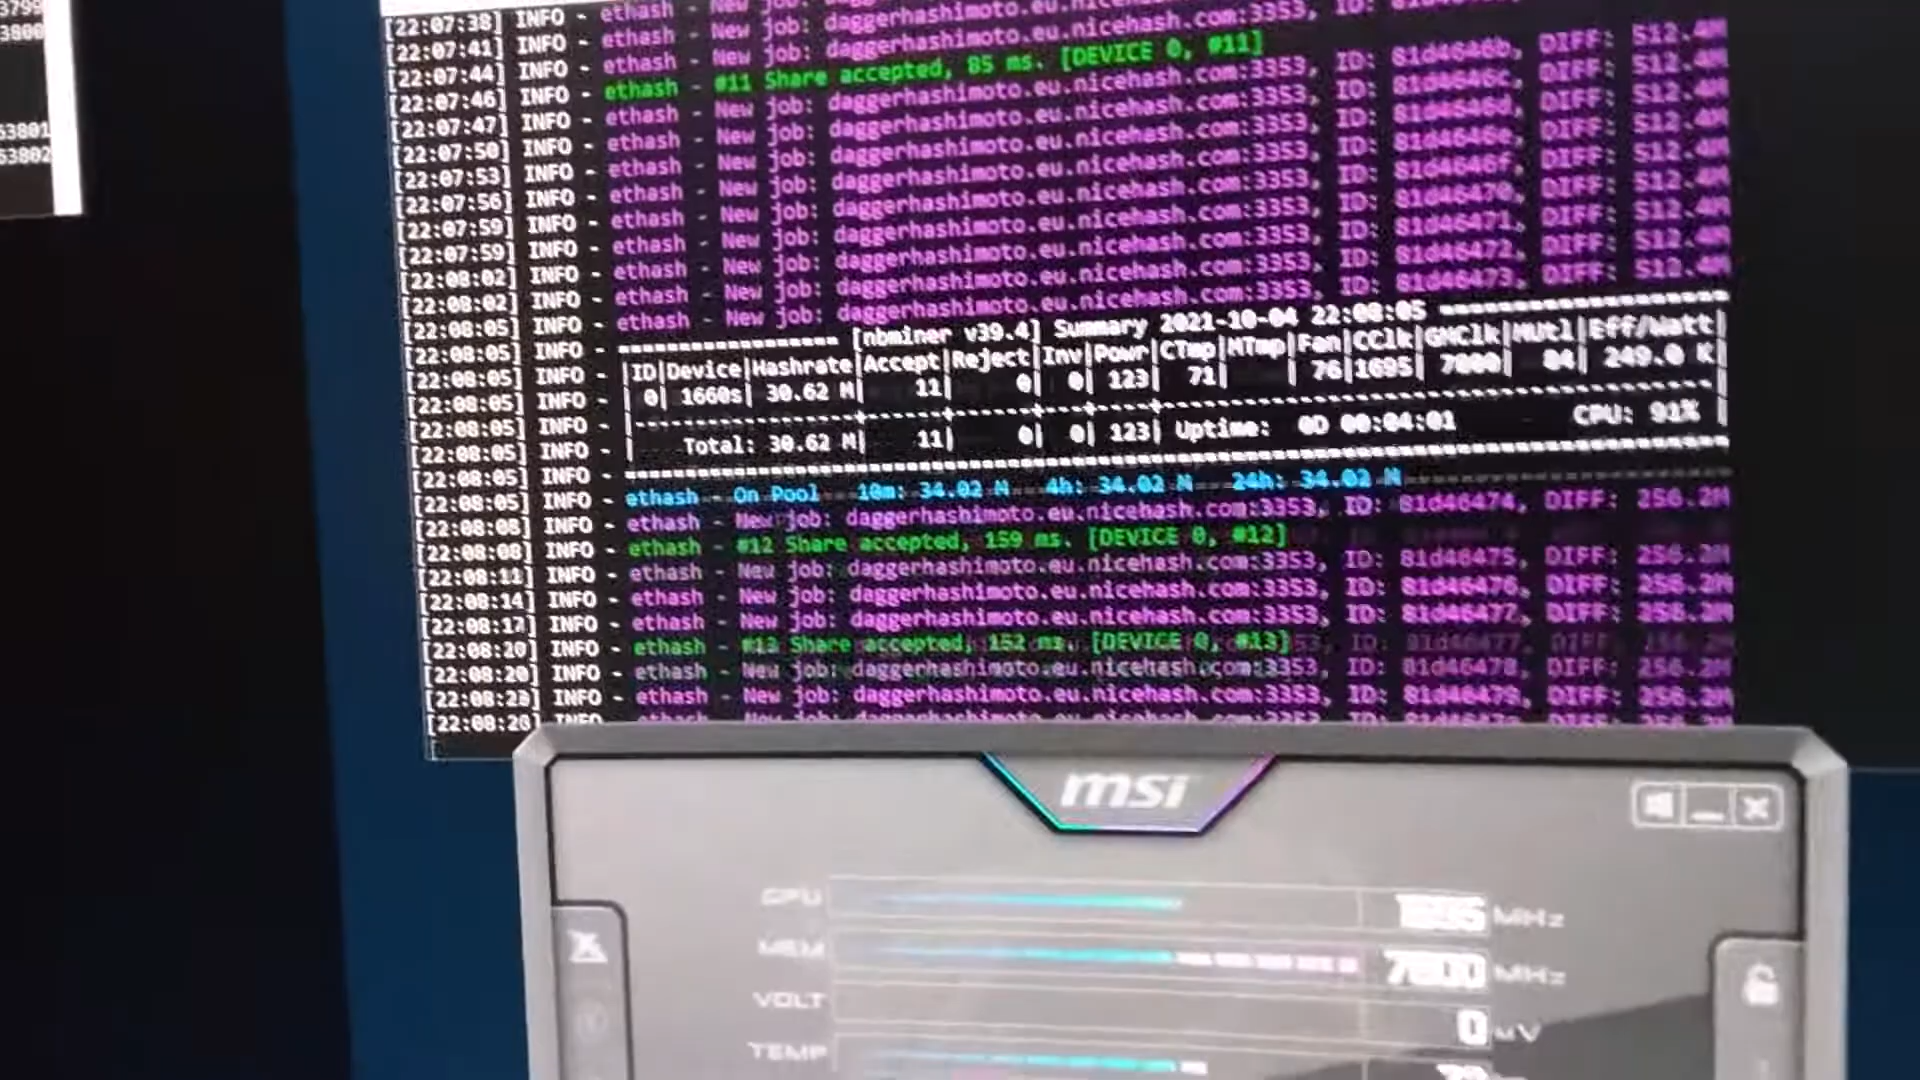 3799
3800
53801
53802
[22:07:38] INFO - ethash - New job:
[22:07:41] INFO - ethash - New job: daggerhashimoto.eu.nicehash.com:3353,
[22:07:44] INFO - ethash - New job: daggerhashimoto.eu.nicehash.com:3353, ID: 81d4646b, DIFF: 512.4M
[22:07:46] INFO - ethash - #11 Share accepted, 85 ms. [DEVICE 0, #11]
[22:07:47] INFO - ethash - New job: daggerhashimoto.eu.nicehash.com:3353, ID: 81d4646c, DIFF: 512.4M
[22:07:50] INFO - ethash - New job: daggerhashimoto.eu.nicehash.com:3353, ID: 81d4646d, DIFF: 512.4M
[22:07:53] INFO - ethash - New job: daggerhashimoto.eu.nicehash.com:3353, ID: 81d4646e, DIFF: 512.4M
[22:07:56] INFO - ethash - New job: daggerhashimoto.eu.nicehash.com:3353, ID: 81d4646f, DIFF: 512.4M
[22:07:59] INFO - ethash - New job: daggerhashimoto.eu.nicehash.com:3353, ID: 81d46470, DIFF: 512.4M
[22:07:59] INFO - ethash - New job: daggerhashimoto.eu.nicehash.com:3353, ID: 81d46471, DIFF: 512.4M
[22:08:02] INFO - ethash - New job: daggerhashimoto.eu.nicehash.com:3353, ID: 81d46472, DIFF: 512.4M
[22:08:02] INFO - ethash - New job: daggerhashimoto.eu.nicehash.com:3353, ID: 81d46473, DIFF: 512.4M
[22:08:05] INFO - ------------------- [nbminer v39.4] Summary 2021-10-04 22:08:05 -------------------
[22:08:05] INFO - |ID|Device|Hashrate|Accept|Reject|Inv|Powr|CTmp|MTmp|Fan|CClk|GMClk|MUtl|Eff/Watt|
[22:08:05] INFO - | 0| 1660s| 30.62 M| 11| 0| 0| 123| 71| | 76|1695| 7800| 84| 249.0 K|
[22:08:05] INFO -
[22:08:05] INFO - | Total: 30.62 M| 11| 0| 0| 123| Uptime: 0D 00:04:01 CPU: 91% |
[22:08:05] INFO -
[22:08:05] INFO - ethash - On Pool 10m: 34.02 M 4h: 34.02 M 24h: 34.02 M
[22:08:08] INFO - ethash - New job: daggerhashimoto.eu.nicehash.com:3353, ID: 81d46474, DIFF: 256.2M
[22:08:08] INFO - ethash - #12 Share accepted, 159 ms. [DEVICE 0, #12]
[22:08:11] INFO - ethash - New job: daggerhashimoto.eu.nicehash.com:3353, ID: 81d46475, DIFF: 256.2M
[22:08:14] INFO - ethash - New job: daggerhashimoto.eu.nicehash.com:3353, ID: 81d46476, DIFF: 256.2M
[22:08:17] INFO - ethash - New job: daggerhashimoto.eu.nicehash.com:3353, ID: 81d46477, DIFF: 256.2M
[22:08:20] INFO - ethash - #13 Share accepted, 152 ms. [DEVICE 0, #13]
[22:08:20] INFO - ethash - New job: daggerhashimoto.eu.nicehash.com:3353, ID: 81d46478, DIFF: 256.2M
[22:08:23] INFO - ethash - New job: daggerhashimoto.eu.nicehash.com:3353, ID: 81d46479, DIFF: 256.2M
INFO - ethash - New job:
msi
GPU MHz
MEM 7800 MHz
VOLT 0 uV
TEMP